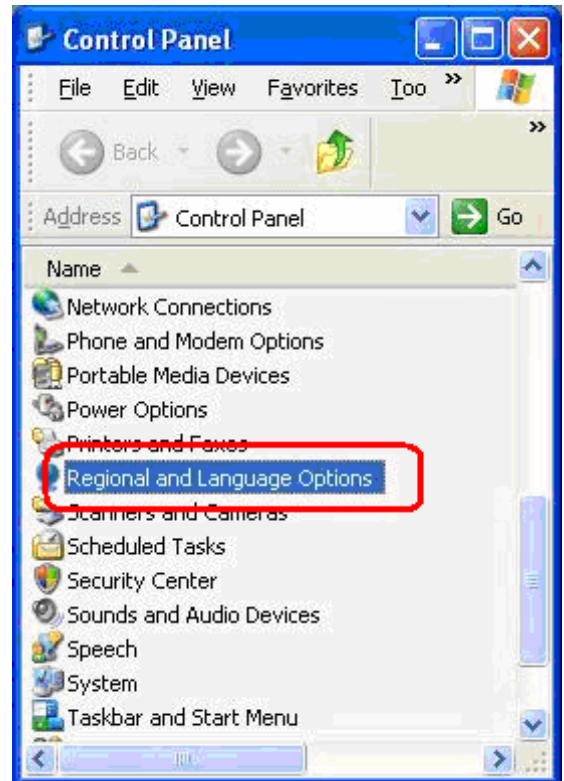 Control Panel
File Edit View Favorites Too »
Back »
Address Control Panel Go
Name
Network Connections
Phone and Modem Options
Portable Media Devices
Power Options
Printers and Faxes
Regional and Language Options
Scanners and Cameras
Scheduled Tasks
Security Center
Sounds and Audio Devices
Speech
System
Taskbar and Start Menu